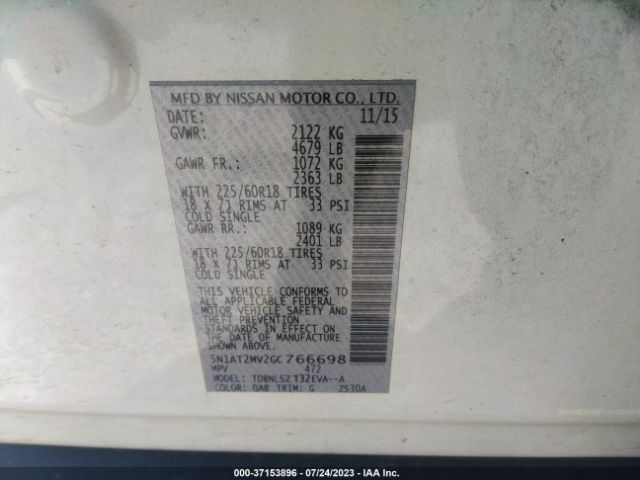 MFD BY NISSAN MOTOR CO., LTD.
DATE: 11/15
GVWR: 2122 KG
4679 LB
GAWR FR.: 1072 KG
2363 LB
WITH 225/60R18 TIRES
18 X 7J RIMS AT 33 PSI
COLD SINGLE
GAWR RR.: 1089 KG
2401 LB
WITH 225/60R18 TIRES
18 X 7J RIMS AT 33 PSI
COLD SINGLE
THIS VEHICLE CONFORMS TO
ALL APPLICABLE FEDERAL
MOTOR VEHICLE SAFETY
AND THEFT PREVENTION
STANDARDS IN EFFECT ON
THE DATE OF MANUFACTURE
SHOWN ABOVE.
5N1AT2MV2GC766698
MPV 472
MODEL: TDBNLSZ T32EVA--A
COLOR: QAB TRIM: G 2530A
000-37153896 - 07/24/2023 - IAA Inc.